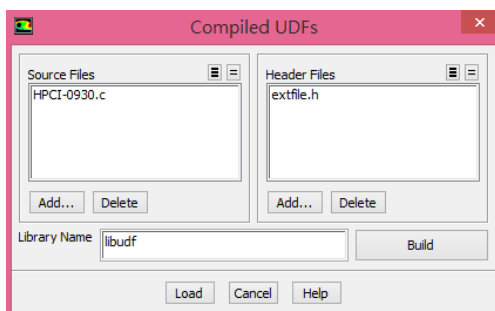 Compiled UDFs
Source Files
HPCI-0930.c
Add... Delete
Header Files
extfile.h
Add... Delete
Library Name libudf Build
Load Cancel Help